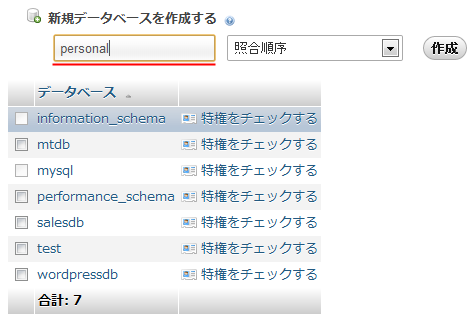 新規データベースを作成する
personal 照合順序 作成
データベース
information_schema 特権をチェックする
mtdb 特権をチェックする
mysql 特権をチェックする
performance_schema 特権をチェックする
salesdb 特権をチェックする
test 特権をチェックする
wordpressdb 特権をチェックする
合計: 7